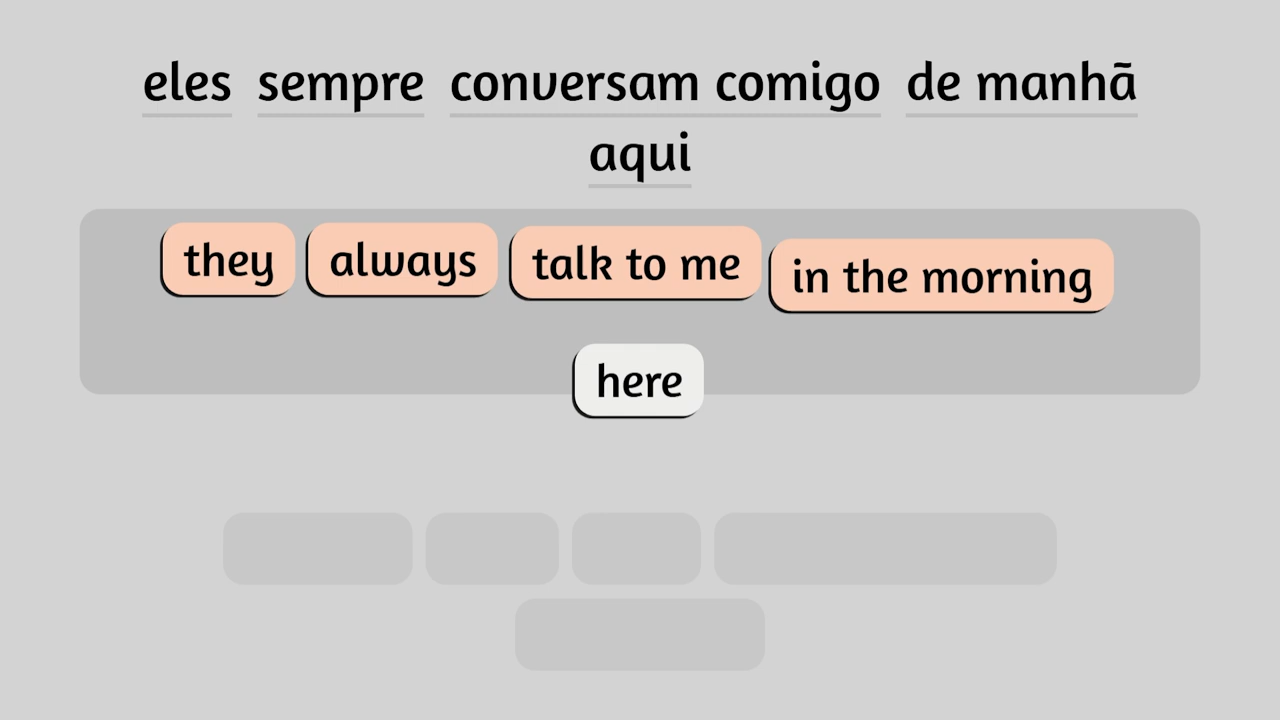 eles sempre conversam comigo de manhã
aqui
they always talk to me in the morning
here